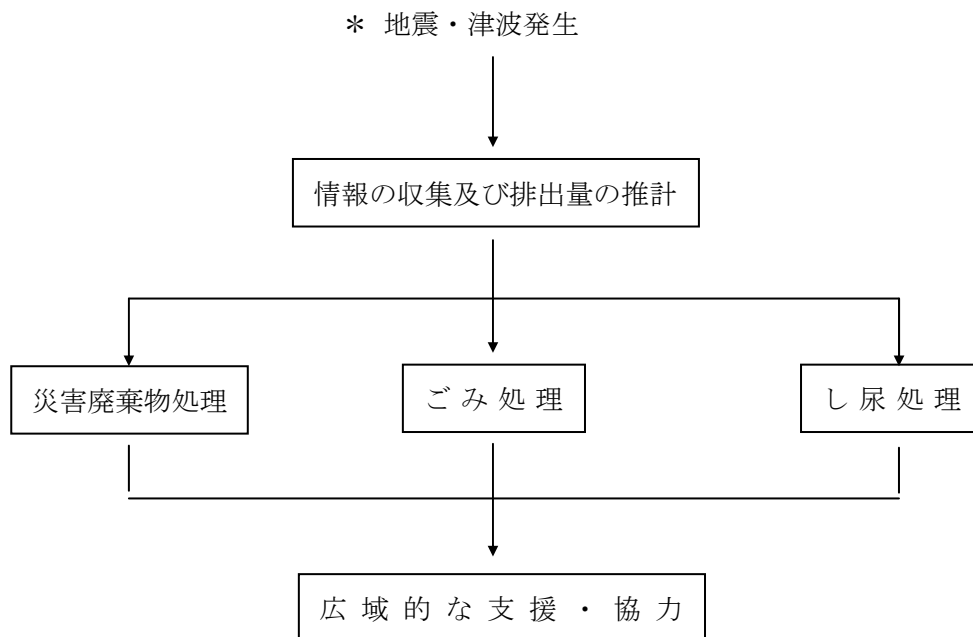 ＊ 地震・津波発生
情報の収集及び排出量の推計
災害廃棄物処理
ご み 処 理
し 尿 処 理
広 域 的 な 支 援 ・ 協 力